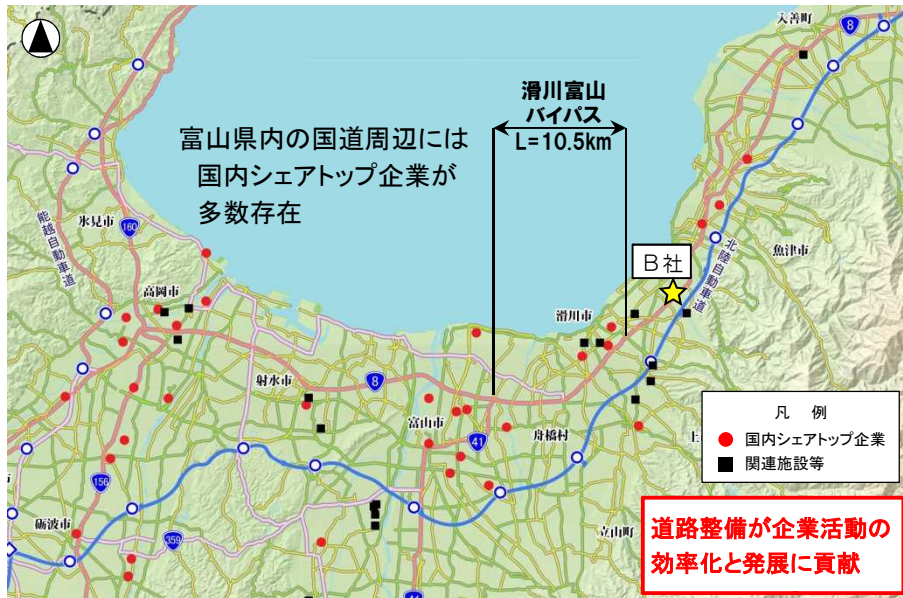 入善町
8
滑川富山
バイパス
L=10.5km
富山県内の国道周辺には
国内シェアトップ企業が
多数存在
氷見市
160
能越自動車道
魚津市
北陸自動車道
B社
高岡市
滑川市
射水市
8
富山市
41
舟橋村
上
凡 例
国内シェアトップ企業
関連施設等
156
砺波市
359
立山町
道路整備が企業活動の
効率化と発展に貢献